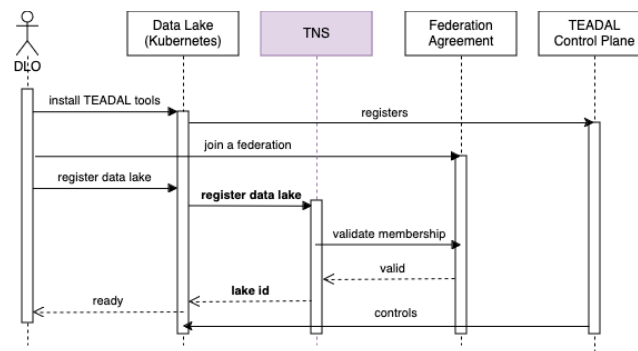 Data Lake
(Kubernetes)
TNS
Federation
Agreement
TEADAL
Control Plane
DLO
install TEADAL tools
registers
join a federation
register data lake
register data lake
validate membership
valid
lake id
ready
controls